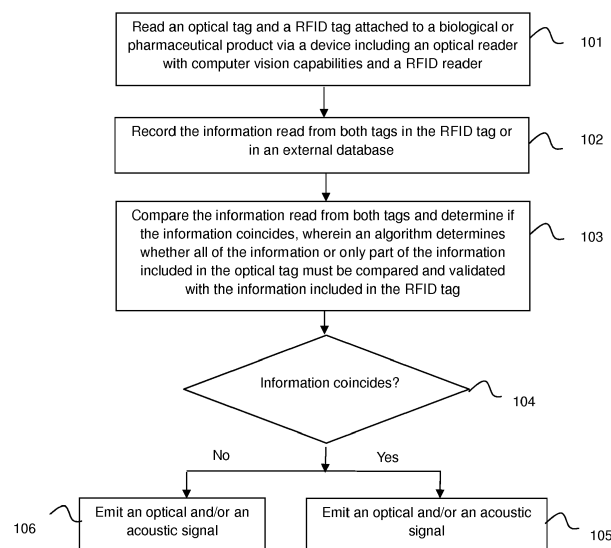 Read an optical tag and a RFID tag attached to a biological or
pharmaceutical product via a device including an optical reader
with computer vision capabilities and a RFID reader
101
Record the information read from both tags in the RFID tag or
in an external database
102
Compare the information read from both tags and determine if
the information coincides, wherein an algorithm determines
whether all of the information or only part of the information
included in the optical tag must be compared and validated
with the information included in the RFID tag
103
Information coincides?
104
No
Yes
Emit an optical and/or an
acoustic signal
106
Emit an optical and/or an acoustic
signal
105